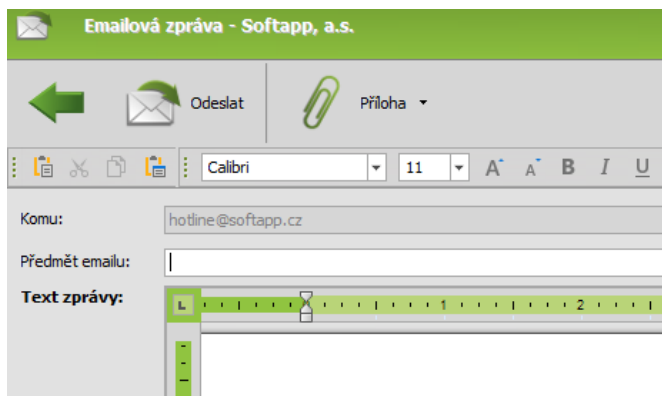 Emailová zpráva - Softapp, a.s.
Odeslat Příloha
Calibri 11 A A B I U
Komu: hotline@softapp.cz
Předmět emailu:
Text zprávy:
L 1 2